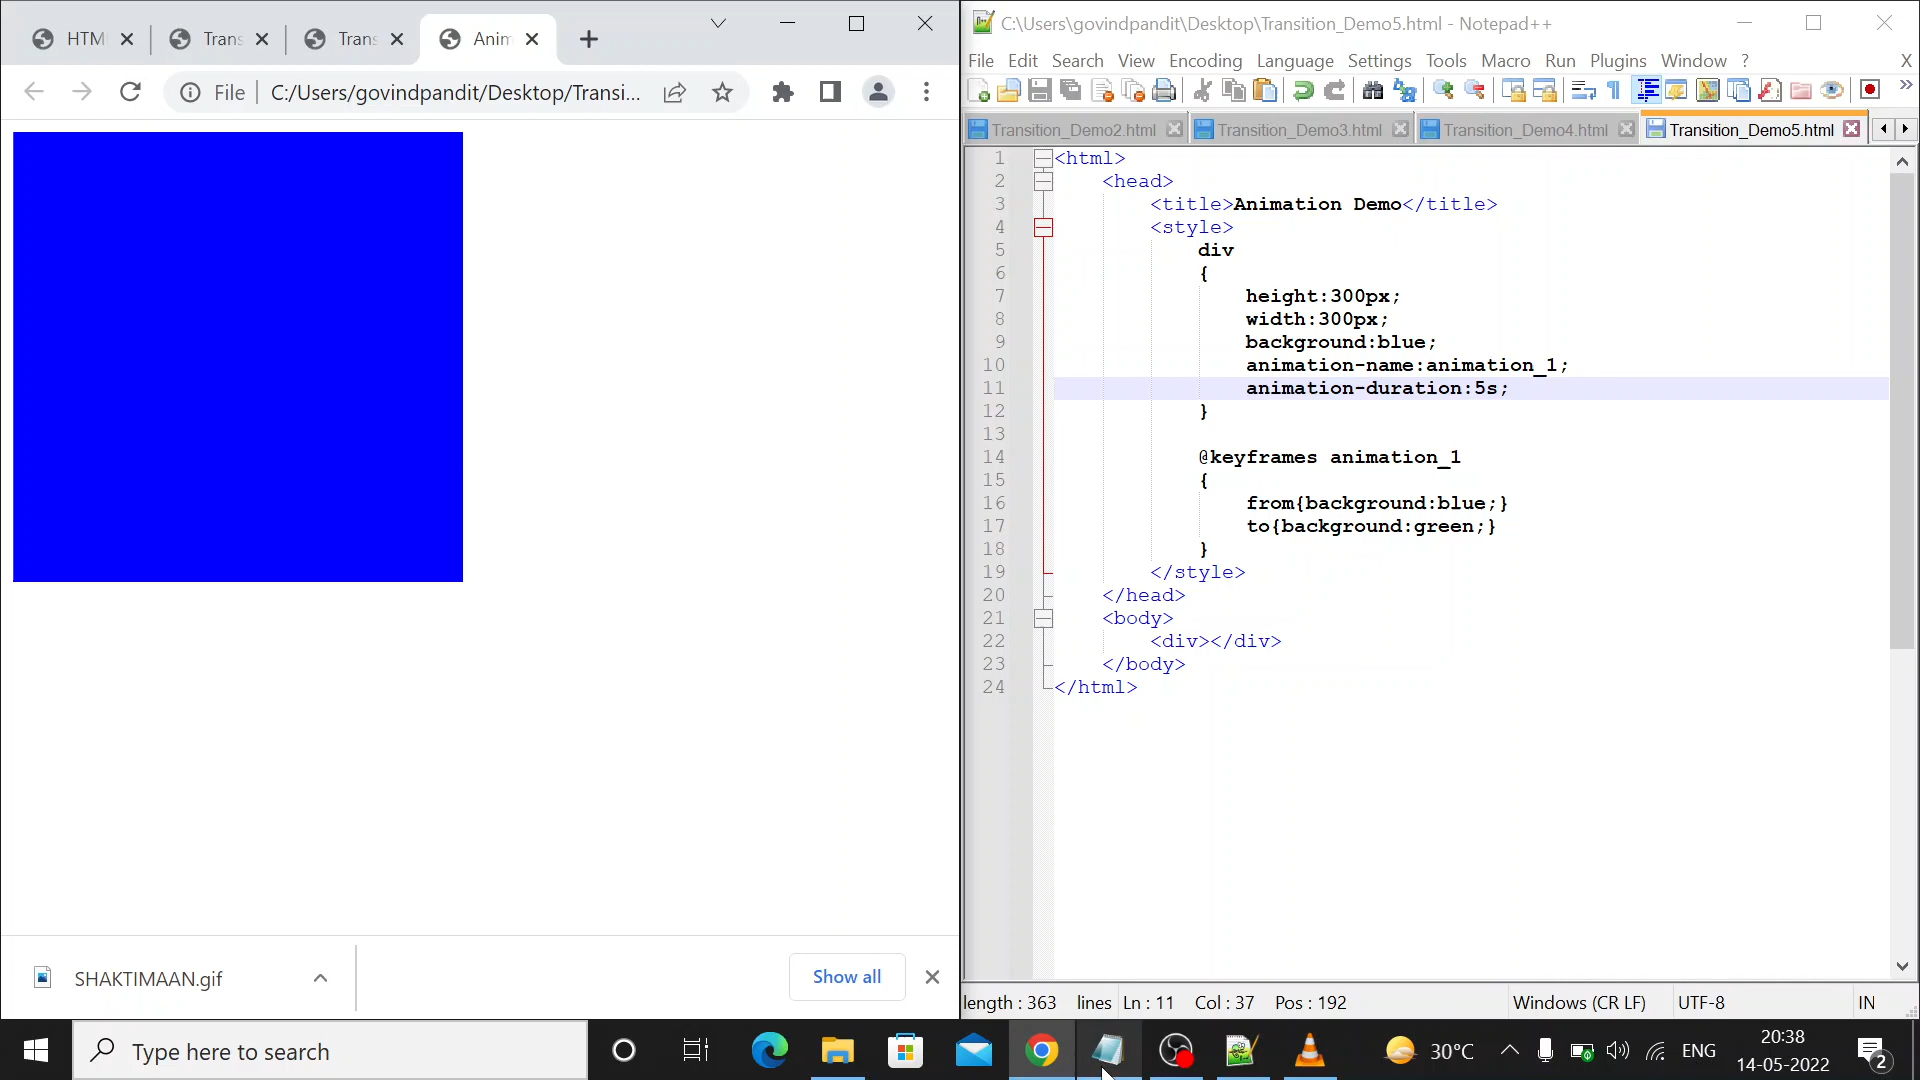 HTM
Trans
Trans
Anim
File
C:/Users/govindpandit/Desktop/Transi...
SHAKTIMAAN.gif
Show all
C:\Users\govindpandit\Desktop\Transition_Demo5.html - Notepad++
File Edit Search View Encoding Language Settings Tools Macro Run Plugins Window ? X
Transition_Demo2.html
Transition_Demo3.html
Transition_Demo4.html
Transition_Demo5.html
1 <html>
2 <head>
3 <title>Animation Demo</title>
4 <style>
5 div
6 {
7 height:300px;
8 width:300px;
9 background:blue;
10 animation-name:animation_1;
11 animation-duration:5s;
12 }
13
14 @keyframes animation_1
15 {
16 from{background:blue;}
17 to{background:green;}
18 }
19 </style>
20 </head>
21 <body>
22 <div></div>
23 </body>
24 </html>
length : 363 lines Ln : 11 Col : 37 Pos : 192 Windows (CR LF) UTF-8 IN
Type here to search
30°C
ENG
20:38
14-05-2022
2